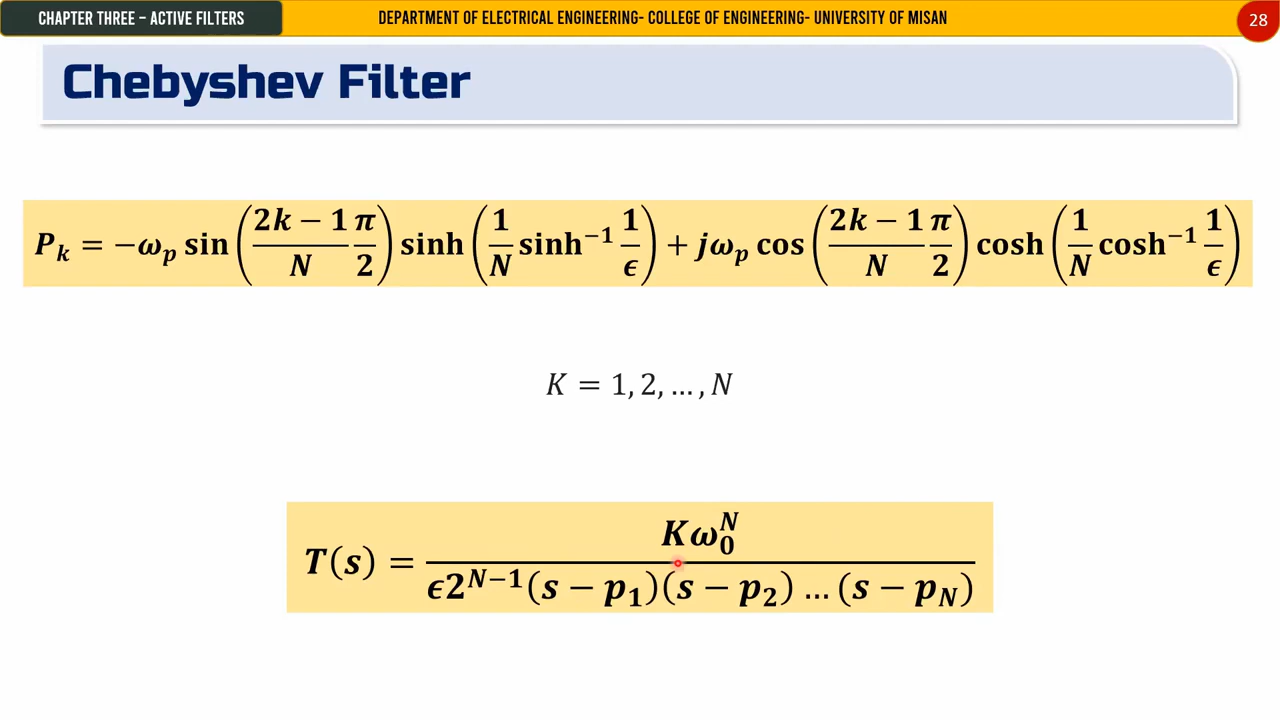 CHAPTER THREE – ACTIVE FILTERS
DEPARTMENT OF ELECTRICAL ENGINEERING- COLLEGE OF ENGINEERING- UNIVERSITY OF MISAN
28
Chebyshev Filter
P_k = −ω_p sin((2k − 1)/N π/2) sinh(1/N sinh⁻¹ 1/ϵ) + jω_p cos((2k − 1)/N π/2) cosh(1/N cosh⁻¹ 1/ϵ)
K = 1, 2, …, N
T(s) = Kω_0^N / ϵ2^{N−1}(s − p_1)(s − p_2) … (s − p_N)